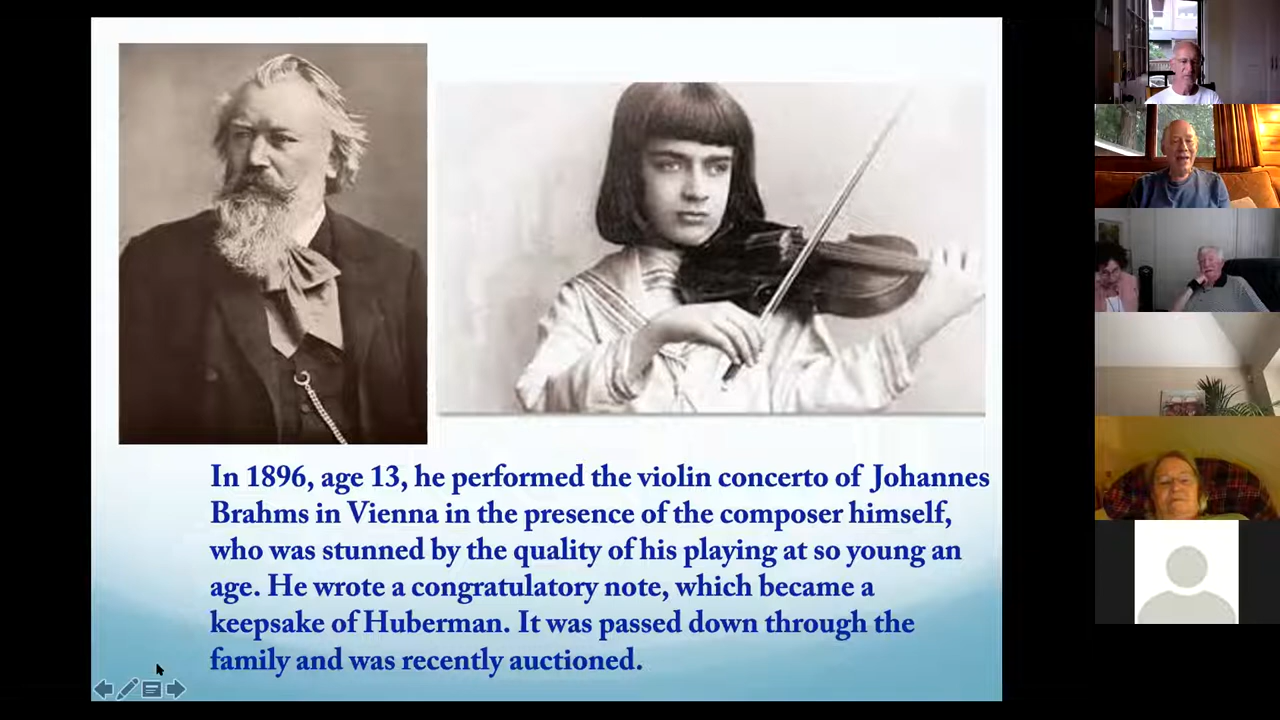 In 1896, age 13, he performed the violin concerto of Johannes
Brahms in Vienna in the presence of the composer himself,
who was stunned by the quality of his playing at so young an
age. He wrote a congratulatory note, which became a
keepsake of Huberman. It was passed down through the
family and was recently auctioned.